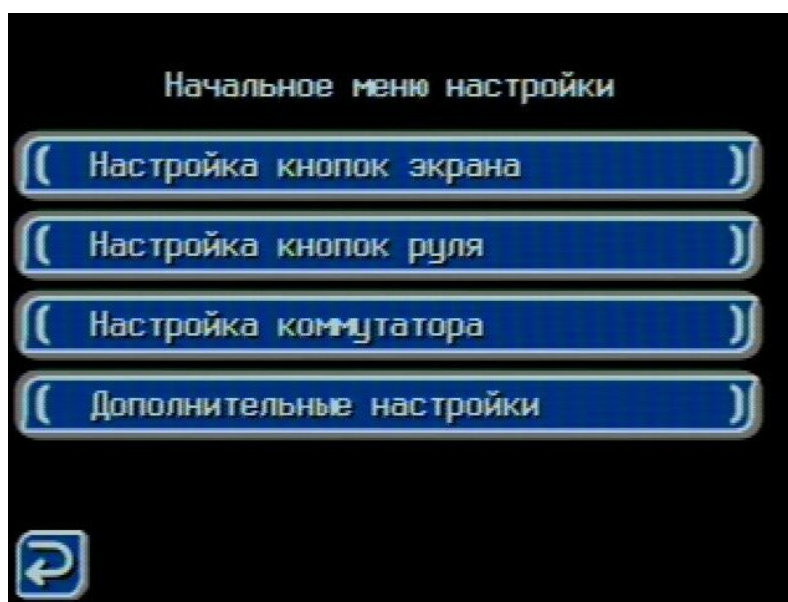 Начальное меню настройки
Настройка кнопок экрана
Настройка кнопок руля
Настройка коммутатора
Дополнительные настройки